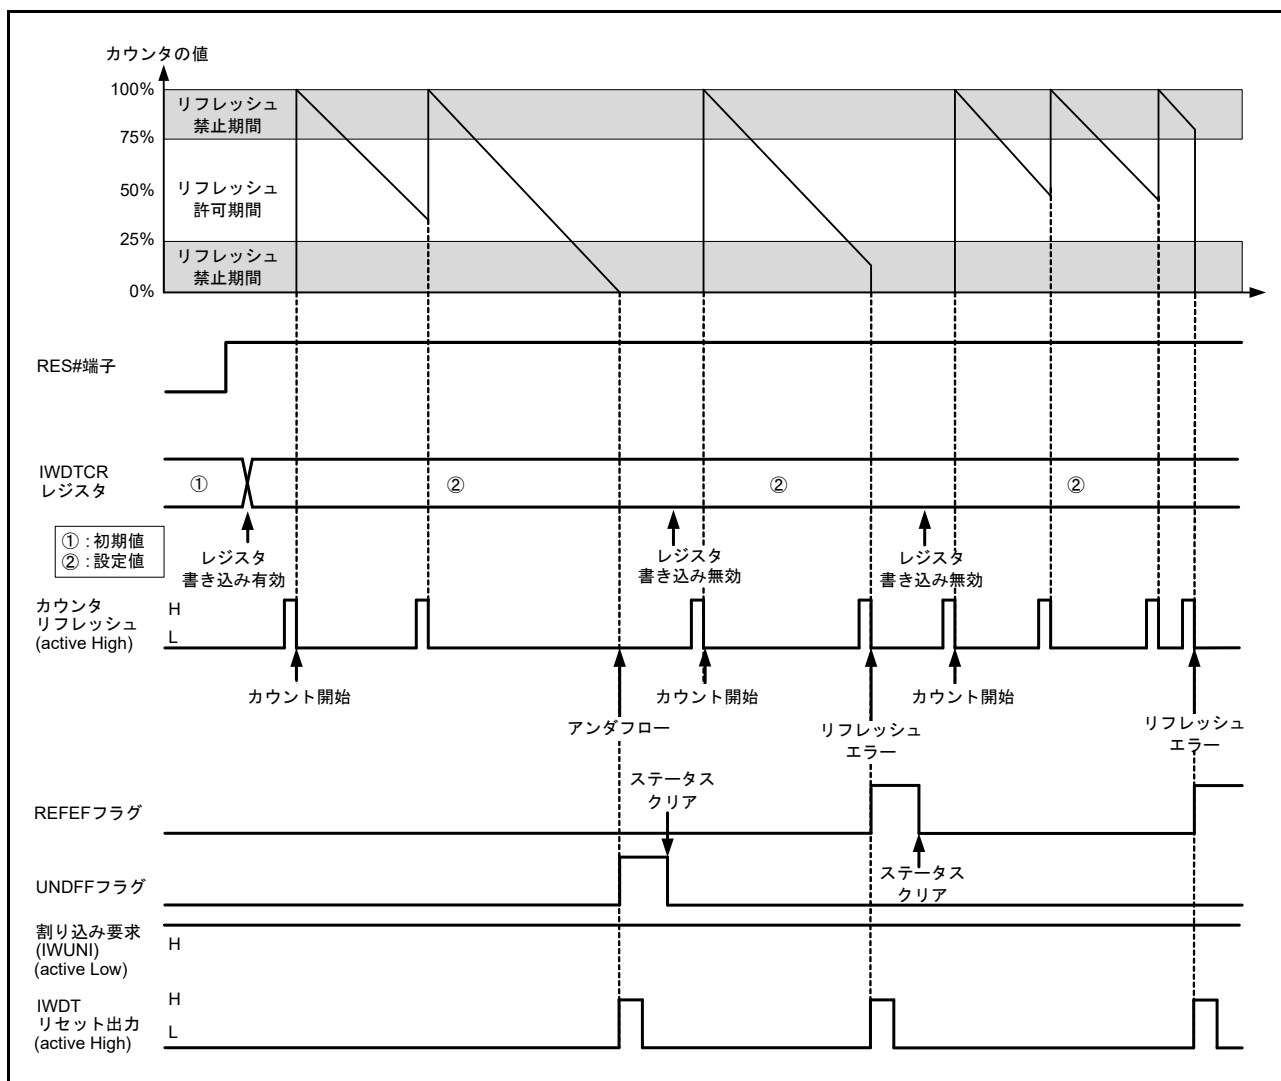 カウンタの値
100%
リフレッシュ
禁止期間
75%
50%
リフレッシュ
許可期間
25%
リフレッシュ
禁止期間
0%
RES#端子
IWDTCR
レジスタ
①
②
②
②
①：初期値
②：設定値
レジスタ
書き込み有効
レジスタ
書き込み無効
レジスタ
書き込み無効
カウンタ
リフレッシュ
(active High)
H
L
カウント開始
カウント開始
カウント開始
アンダフロー
リフレッシュ
エラー
リフレッシュ
エラー
ステータス
クリア
REFEFフラグ
ステータス
クリア
UNDFFフラグ
割り込み要求
(IWUNI)
(active Low)
H
IWDT
リセット出力
(active High)
H
L